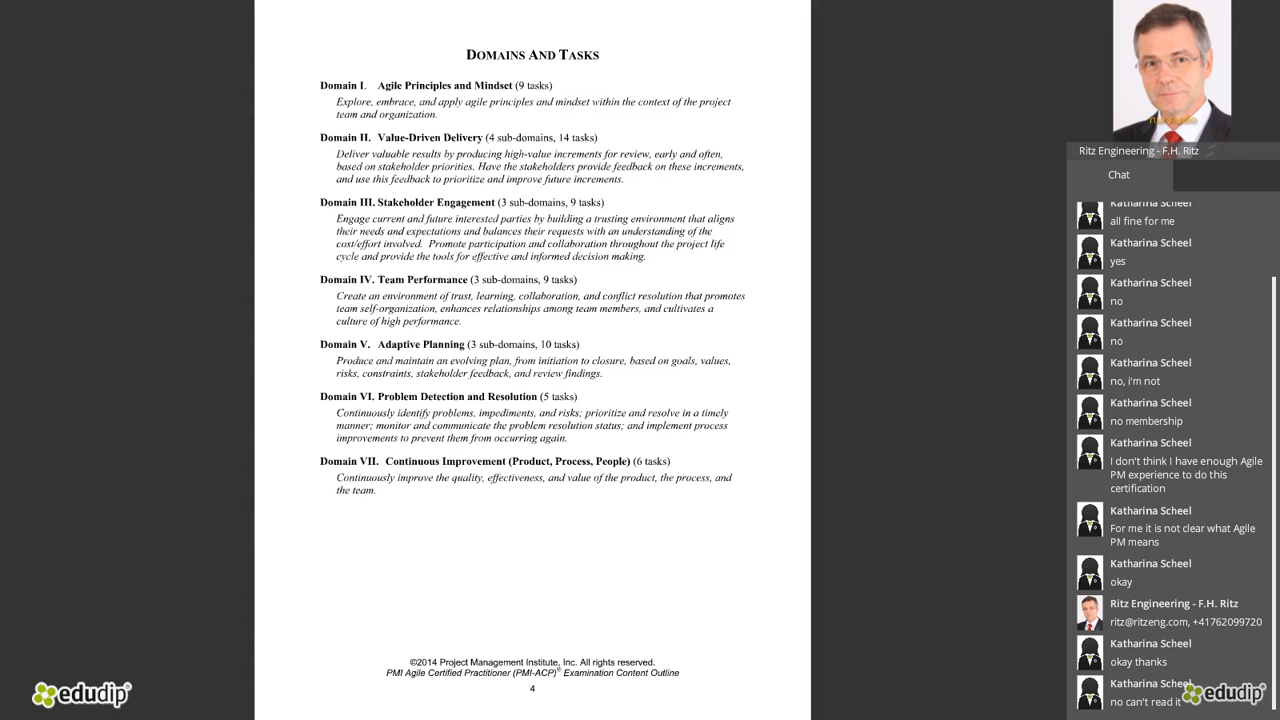 DOMAINS AND TASKS
Domain I. Agile Principles and Mindset (9 tasks)
Explore, embrace, and apply agile principles and mindset within the context of the project
team and organization.
Domain II. Value-Driven Delivery (4 sub-domains, 14 tasks)
Deliver valuable results by producing high-value increments for review, early and often,
based on stakeholder priorities. Have the stakeholders provide feedback on these increments,
and use this feedback to prioritize and improve future increments.
Domain III. Stakeholder Engagement (3 sub-domains, 9 tasks)
Engage current and future interested parties by building a trusting environment that aligns
their needs and expectations and balances their requests with an understanding of the
cost/effort involved. Promote participation and collaboration throughout the project life
cycle and provide the tools for effective and informed decision making.
Domain IV. Team Performance (3 sub-domains, 9 tasks)
Create an environment of trust, learning, collaboration, and conflict resolution that promotes
team self-organization, enhances relationships among team members, and cultivates a
culture of high performance.
Domain V. Adaptive Planning (3 sub-domains, 10 tasks)
Produce and maintain an evolving plan, from initiation to closure, based on goals, values,
risks, constraints, stakeholder feedback, and review findings.
Domain VI. Problem Detection and Resolution (5 tasks)
Continuously identify problems, impediments, and risks; prioritize and resolve in a timely
manner; monitor and communicate the problem resolution status; and implement process
improvements to prevent them from occurring again.
Domain VII. Continuous Improvement (Product, Process, People) (6 tasks)
Continuously improve the quality, effectiveness, and value of the product, the process, and
the team.
©2014 Project Management Institute, Inc. All rights reserved.
PMI Agile Certified Practitioner (PMI-ACP)® Examination Content Outline
4
edudip
Ritz Engineering - F.H. Ritz
Chat
Katharina Scheel
all fine for me
Katharina Scheel
yes
Katharina Scheel
no
Katharina Scheel
no
Katharina Scheel
no, i'm not
Katharina Scheel
no membership
Katharina Scheel
I don't think I have enough Agile
PM experience to do this
certification
Katharina Scheel
For me it is not clear what Agile
PM means
Katharina Scheel
okay
Ritz Engineering - F.H. Ritz
ritz@ritzeng.com, +41762099720
Katharina Scheel
okay thanks
Katharina Scheel
no can't read it
edudip